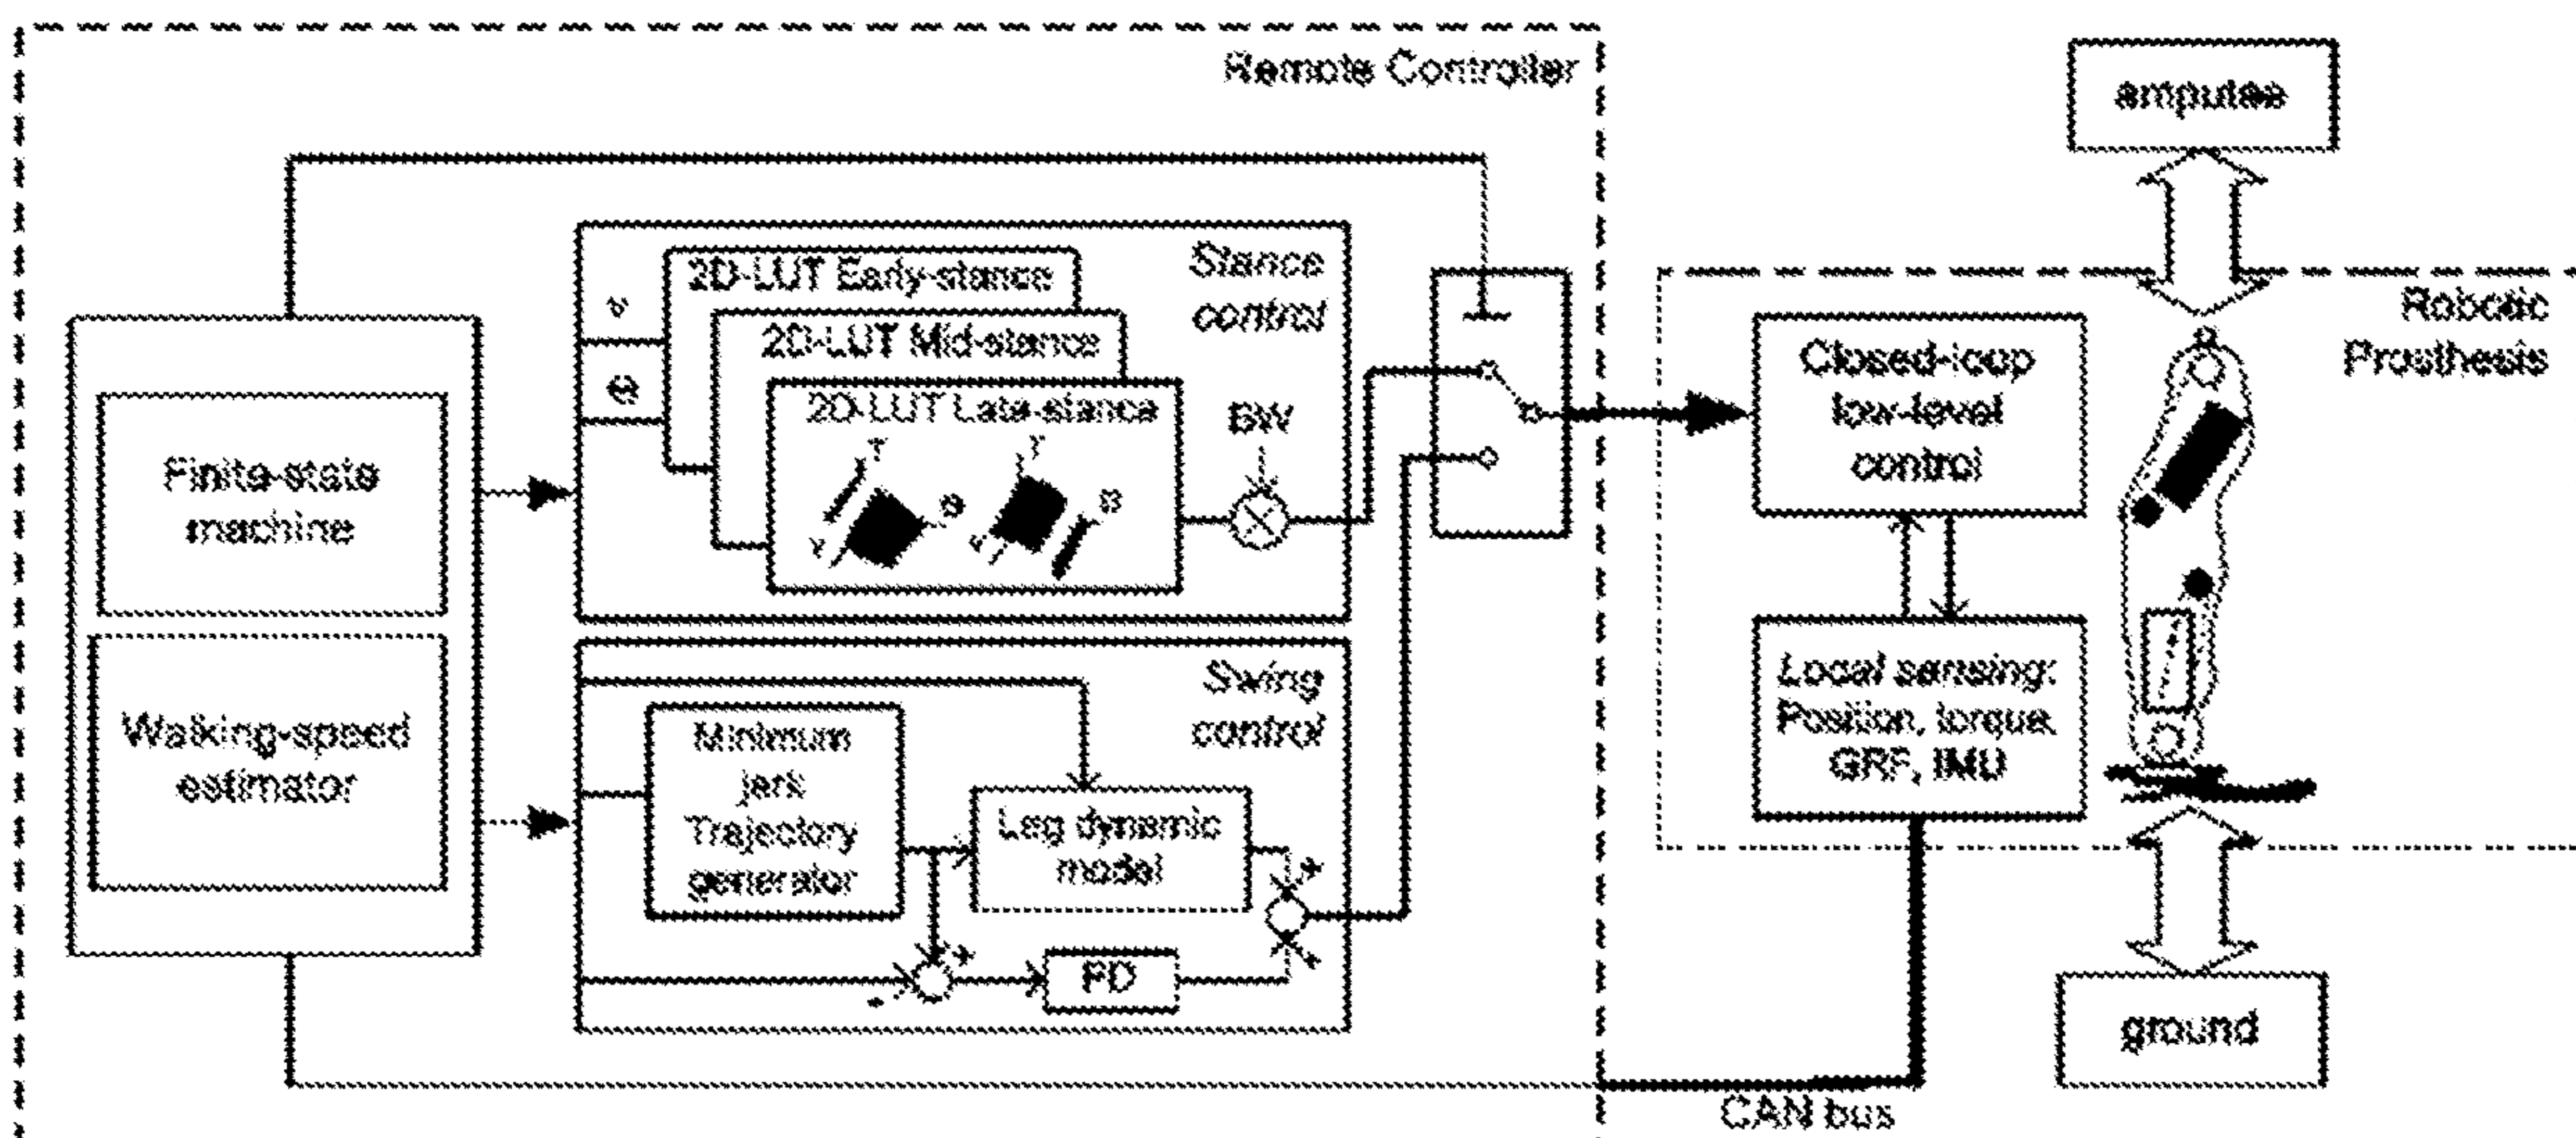 Remote Controller
amputee
Stance
control
2D-LUT Early-stance
v
2D-LUT Mid-stance
Θ
2D-LUT Late-stance
BW
T
T
Θ
Θ
v
v
Robotic
Prosthesis
Closed-loop
low-level
control
Finite-state
machine
Walking-speed
estimator
Swing
control
Minimum
jerk
Trajectory
generator
Leg dynamic
model
+
+
+
-
PD
Local sensing:
Position, torque,
GRF, IMU
ground
CAN bus